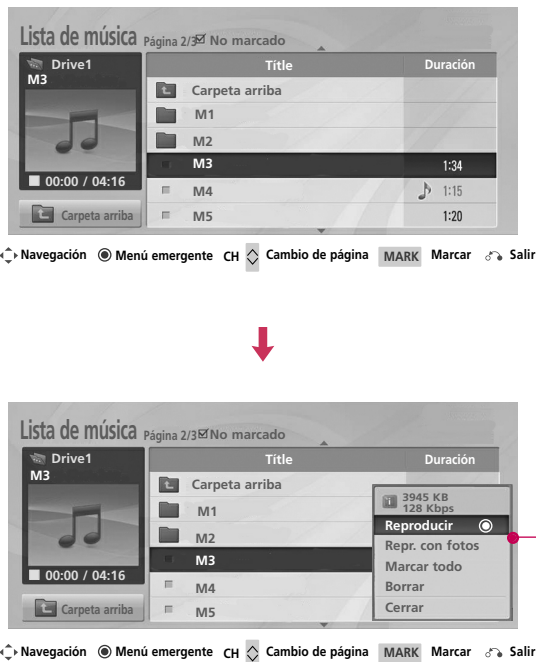 Lista de música Página 2/3 No marcado
Drive1
M3
00:00 / 04:16
Carpeta arriba
Title Duración
Carpeta arriba
M1
M2
M3 1:34
M4 1:15
M5 1:20
Navegación Menú emergente CH Cambio de página MARK Marcar Salir
Lista de música Página 2/3 No marcado
Drive1
M3
00:00 / 04:16
Carpeta arriba
Title Duración
Carpeta arriba
M1
M2
M3
M4
M5
3945 KB
128 Kbps
Reproducir
Repr. con fotos
Marcar todo
Borrar
Cerrar
Navegación Menú emergente CH Cambio de página MARK Marcar Salir